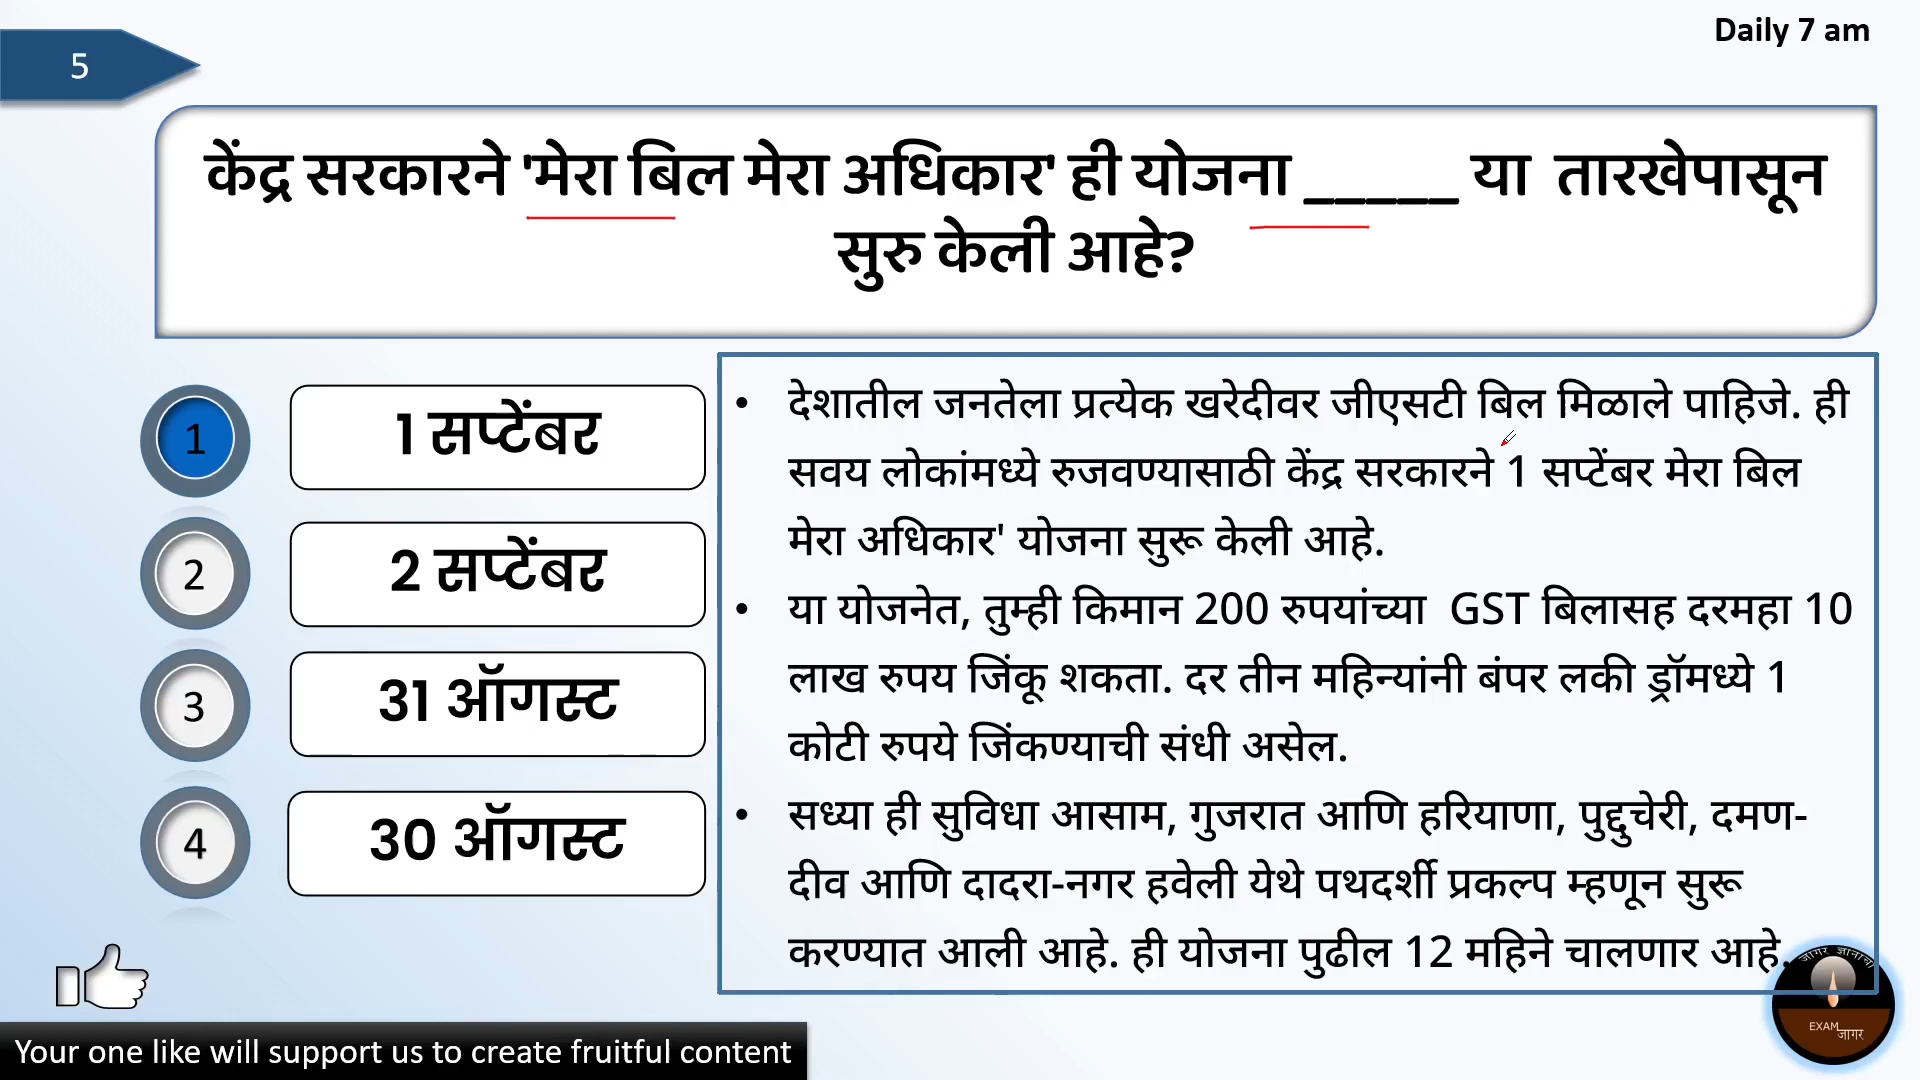 Daily 7 am
5
केंद्र सरकारने 'मेरा बिल मेरा अधिकार' ही योजना _____ या तारखेपासून
सुरु केली आहे?
1
1 सप्टेंबर
2
2 सप्टेंबर
3
31 ऑगस्ट
4
30 ऑगस्ट
• देशातील जनतेला प्रत्येक खरेदीवर जीएसटी बिल मिळाले पाहिजे. ही
सवय लोकांमध्ये रुजवण्यासाठी केंद्र सरकारने 1 सप्टेंबर मेरा बिल
मेरा अधिकार' योजना सुरू केली आहे.
• या योजनेत, तुम्ही किमान 200 रुपयांच्या GST बिलासह दरमहा 10
लाख रुपय जिंकू शकता. दर तीन महिन्यांनी बंपर लकी ड्रॉमध्ये 1
कोटी रुपये जिंकण्याची संधी असेल.
• सध्या ही सुविधा आसाम, गुजरात आणि हरियाणा, पुद्दुचेरी, दमण-
दीव आणि दादरा-नगर हवेली येथे पथदर्शी प्रकल्प म्हणून सुरू
करण्यात आली आहे. ही योजना पुढील 12 महिने चालणार आहे.
जागर ज्ञानाचा
EXAM जागर
Your one like will support us to create fruitful content